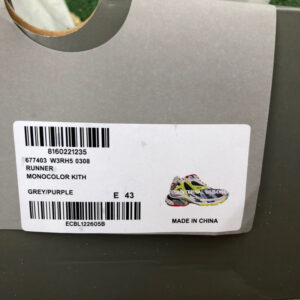 8160221235
677403 W3RH5 0308
RUNNER
MONOCOLOR KITH
GREY/PURPLE
E 43
MADE IN CHINA
ECBL122605B